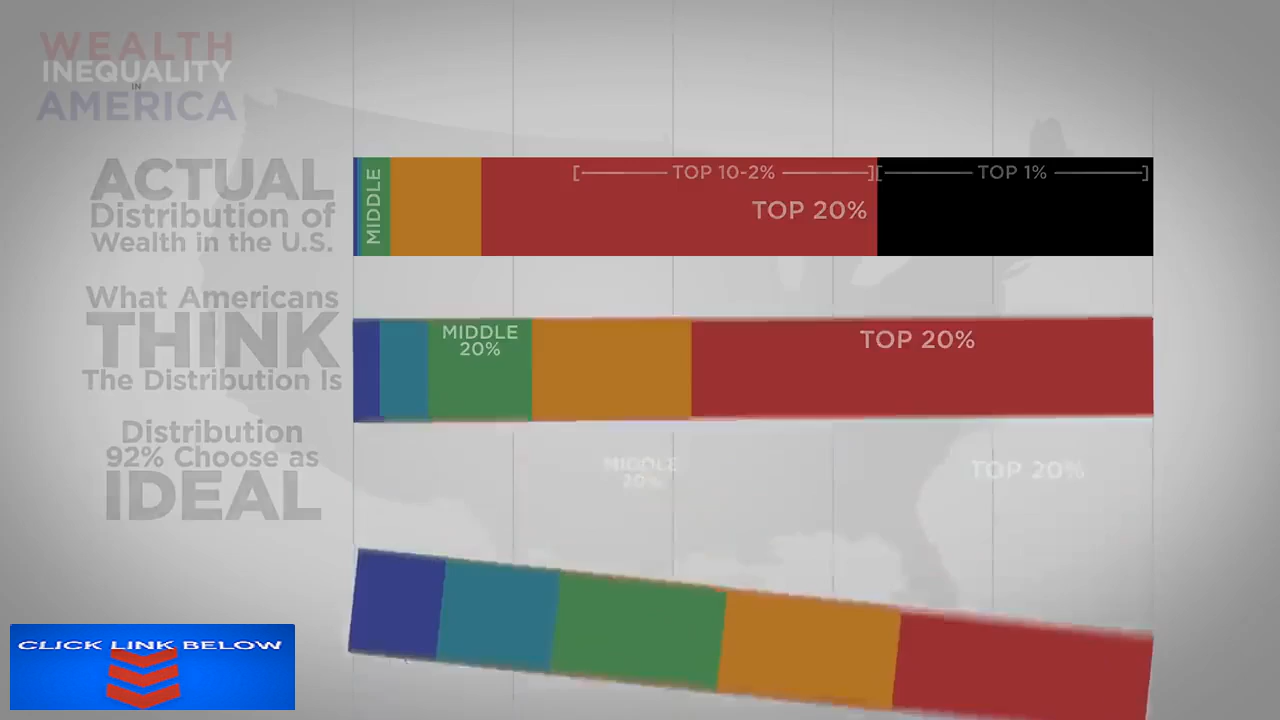 WEALTH
INEQUALITY
IN
AMERICA
ACTUAL
Distribution of
Wealth in the U.S.
MIDDLE
TOP 10-2%
TOP 1%
TOP 20%
What Americans
THINK
The Distribution Is
MIDDLE
20%
TOP 20%
Distribution
92% Choose as
IDEAL
MIDDLE
20%
TOP 20%
CLICK LINK BELOW